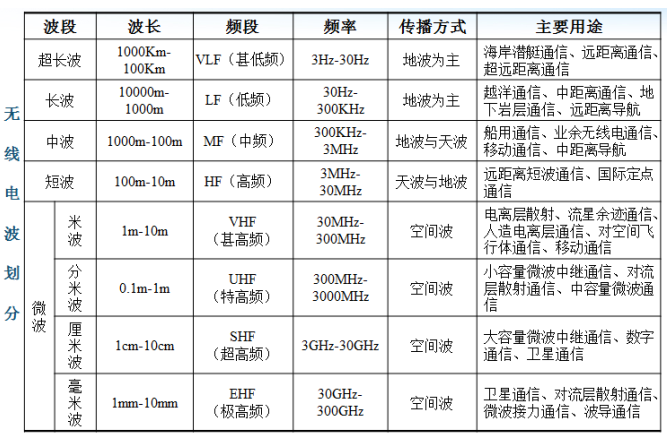 无线电波划分
波段 波长 频段 频率 传播方式 主要用途
超长波 1000Km- VLF（甚低频） 3Hz-30Hz 地波为主 海岸潜艇通信、远距离通信、
100Km 超远距离通信
长波 10000m- LF（低频） 30Hz- 地波为主 越洋通信、中距离通信、地
1000m 300KHz 下岩层通信、远距离导航
中波 1000m-100m MF（中频） 300KHz- 地波与天波 船用通信、业余无线电通信、
3MHz 移动通信、中距离导航
短波 100m-10m HF（高频） 3MHz- 天波与地波 远距离短波通信、国际定点
30MHz 通信
微波
米波 1m-10m VHF 30MHz- 空间波 电离层散射、流星余迹通信、
（甚高频） 300MHz 人造电离层通信、对空间飞
行体通信、移动通信
分米波 0.1m-1m UHF 300MHz- 空间波 小容量微波中继通信、对流
（特高频） 3000MHz 层散射通信、中容量微波通
信
厘米波 1cm-10cm SHF 3GHz-30GHz 空间波 大容量微波中继通信、数字
（超高频） 通信、卫星通信
毫米波 1mm-10mm EHF 30GHz- 空间波 卫星通信、对流层散射通信、
（极高频） 300GHz 微波接力通信、波导通信